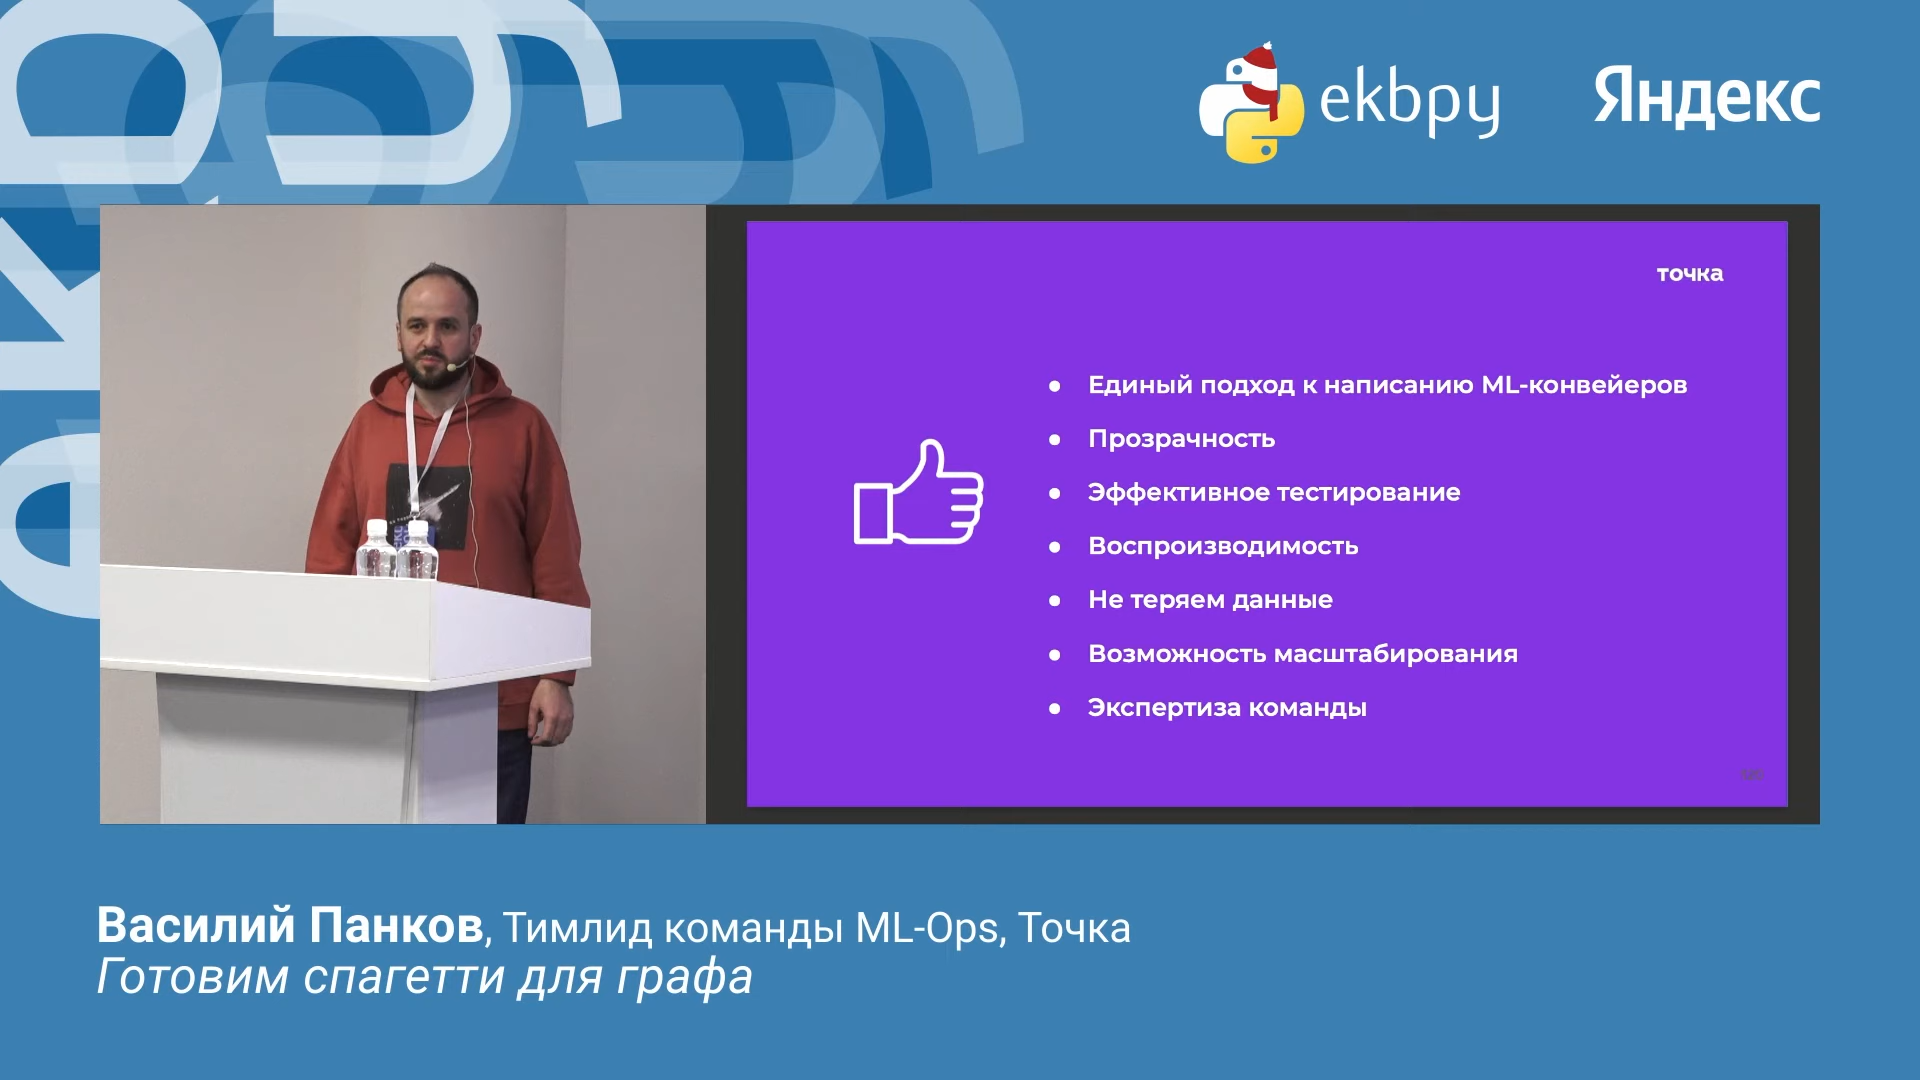 ekbpy
Яндекс
точка
Единый подход к написанию ML-конвейеров
Прозрачность
Эффективное тестирование
Воспроизводимость
Не теряем данные
Возможность масштабирования
Экспертиза команды
Василий Панков, Тимлид команды ML-Ops, Точка
Готовим спагетти для графа